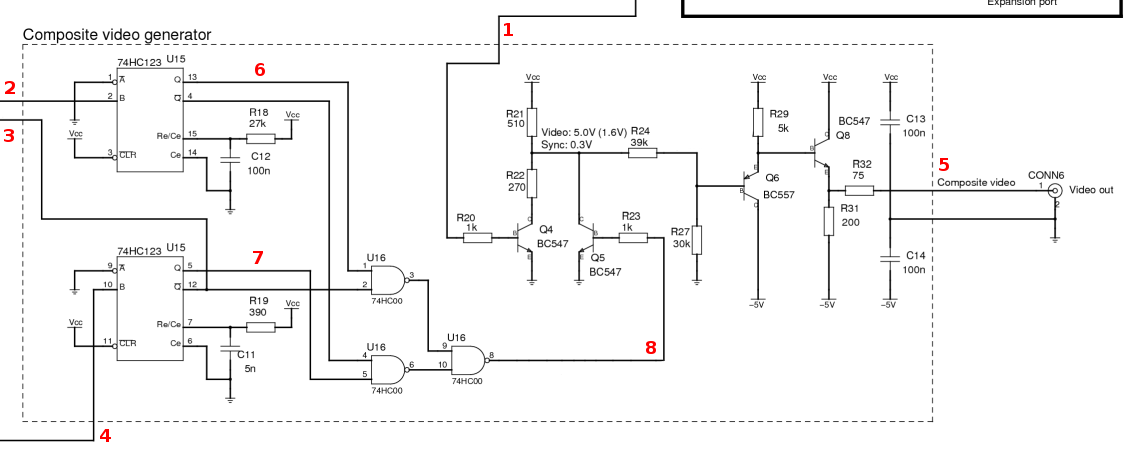 Expansion port
1
Composite video generator
74HC123
U15
1
A
Q
13
6
2
2
B
Q
4
R18
27k
Vcc
Vcc
3
Re/Ce
15
3
CLR
Ce
14
C12
100n
Vcc
R21
510
Video: 5.0V (1.6V)
Sync: 0.3V
R24
39k
R22
270
R20
1k
B
C
E
Q4
BC547
C
B
E
Q5
BC547
R23
1k
R27
30k
Vcc
R29
5k
E
B
C
Q6
BC557
-5V
Vcc
BC547
Q8
C
B
E
R32
75
R31
200
-5V
Vcc
C13
100n
5
Composite video
CONN6
1
2
Video out
C14
100n
-5V
74HC123
U15
9
A
Q
5
7
10
B
Q
12
R19
390
Vcc
Vcc
Re/Ce
7
11
CLR
Ce
6
C11
5n
U16
1
2
3
74HC00
U16
4
5
6
74HC00
U16
9
10
8
74HC00
8
4